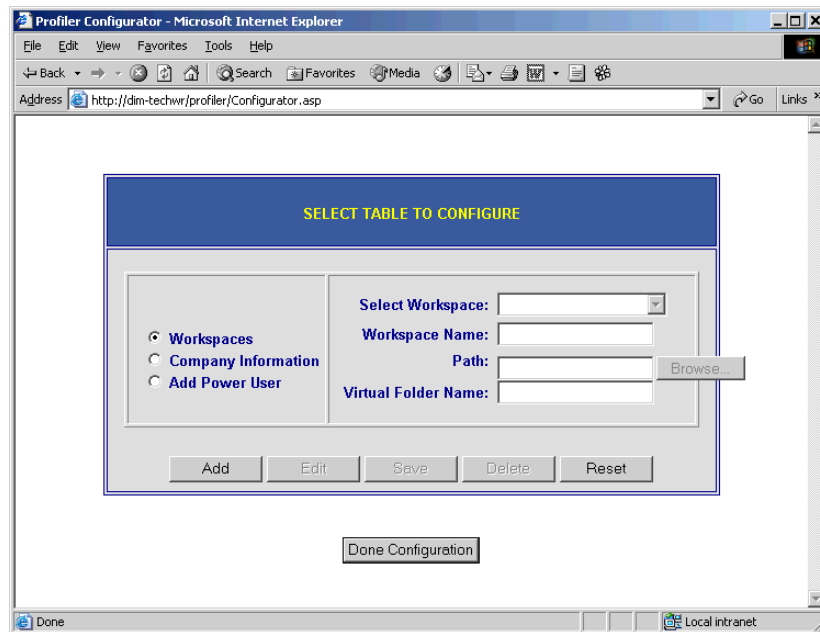 Profiler Configurator - Microsoft Internet Explorer
File Edit View Favorites Tools Help
Back Search Favorites Media
Address http://dim-techwr/profiler/Configurator.asp Go Links »
SELECT TABLE TO CONFIGURE
Select Workspace:
Workspaces
Workspace Name:
Company Information
Path: Browse...
Add Power User
Virtual Folder Name:
Add Edit Save Delete Reset
Done Configuration
Done Local intranet